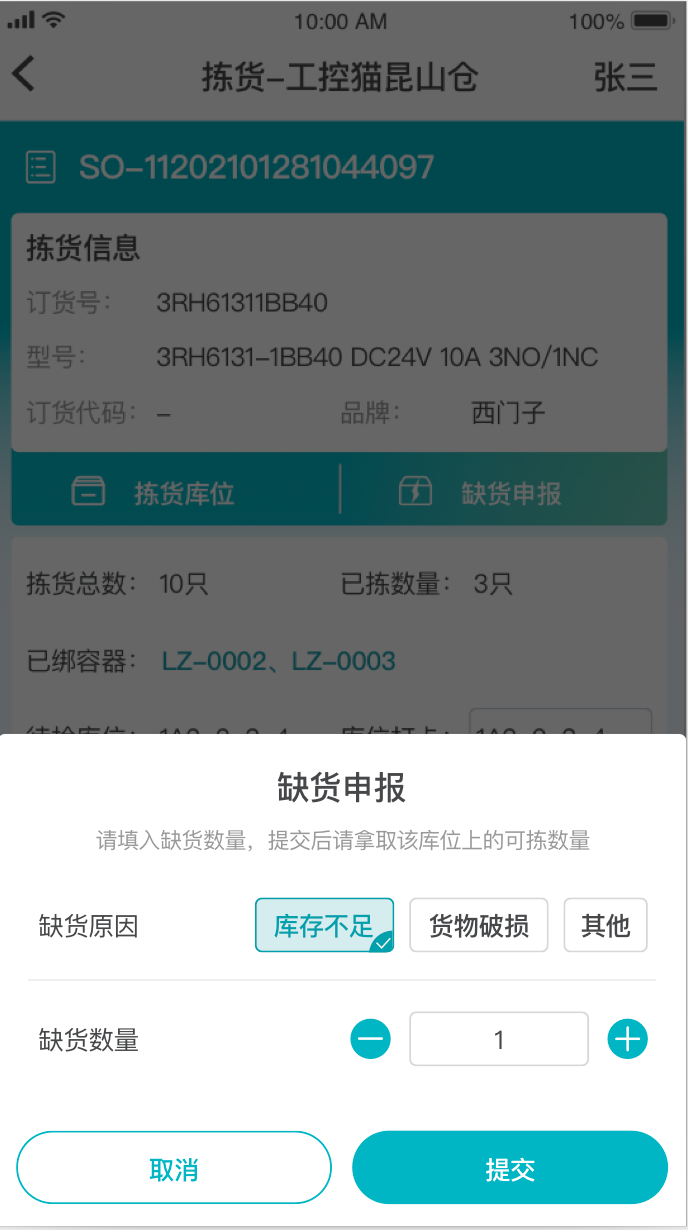 10:00 AM 100%
拣货-工控猫昆山仓 张三
SO-11202101281044097
拣货信息
订货号: 3RH61311BB40
型号: 3RH6131-1BB40 DC24V 10A 3NO/1NC
订货代码: - 品牌: 西门子
拣货库位 缺货申报
拣货总数: 10只 已拣数量: 3只
已绑容器: LZ-0002、LZ-0003
缺货申报
请填入缺货数量，提交后请拿取该库位上的可拣数量
缺货原因 库存不足 货物破损 其他
缺货数量 1
取消 提交